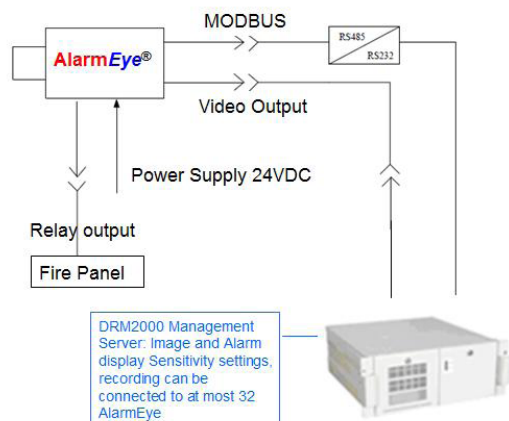 MODBUS
RS485
RS232
AlarmEye®
Video Output
Power Supply 24VDC
Relay output
Fire Panel
DRM2000 Management
Server: Image and Alarm
display Sensitivity settings,
recording can be
connected to at most 32
AlarmEye